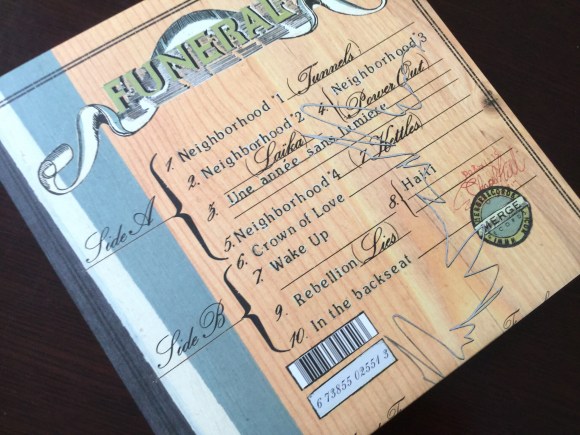 FUNERAL
Side A
1. Neighborhood #1 (Tunnels)
2. Neighborhood #2 (Laika)
3. Une année sans lumiere
4. Neighborhood #3 (Power Out)
5. Neighborhood #4 (7 Kettles)
6. Crown of Love
Side B
7. Wake Up
8. Haiti
9. Rebellion (Lies)
10. In the backseat
MERGE
6 73855 02551 3